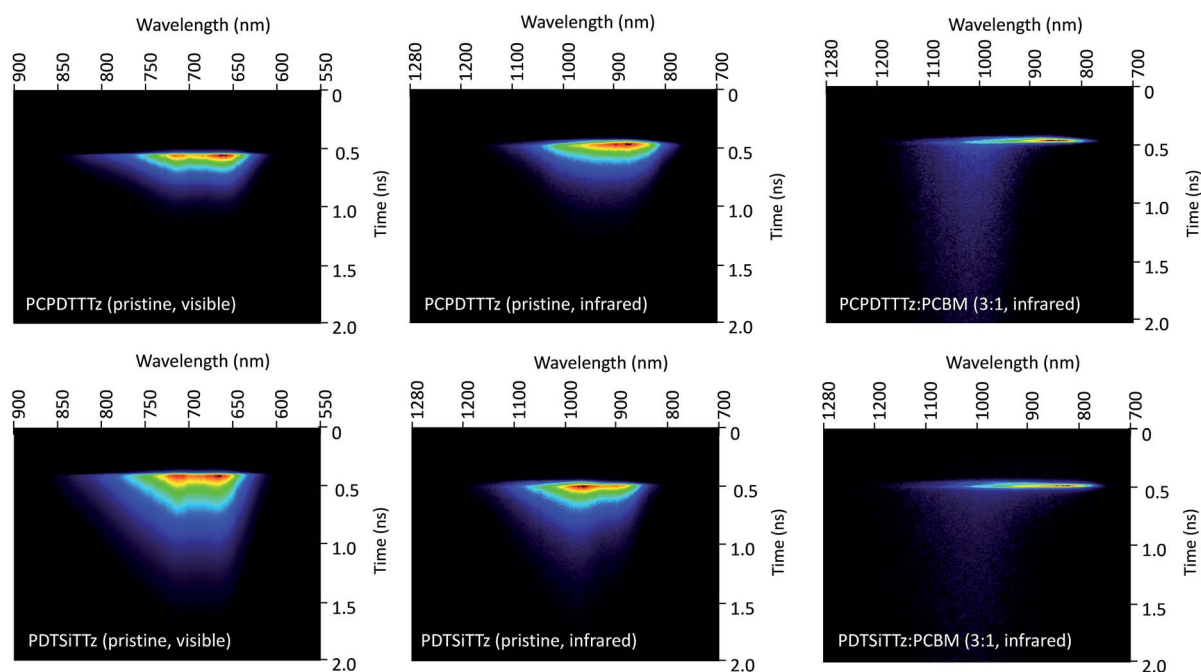 Wavelength (nm)
900 850 800 750 700 650 600 550
0
0.5
1.0
1.5
2.0
Time (ns)
PCPDTTTz (pristine, visible)
Wavelength (nm)
1280 1200 1100 1000 900 800 700
0
0.5
1.0
1.5
2.0
Time (ns)
PCPDTTTz (pristine, infrared)
Wavelength (nm)
1280 1200 1100 1000 900 800 700
0
0.5
1.0
1.5
2.0
Time (ns)
PCPDTTTz:PCBM (3:1, infrared)
Wavelength (nm)
900 850 800 750 700 650 600 550
0
0.5
1.0
1.5
2.0
Time (ns)
PDTSiTTz (pristine, visible)
Wavelength (nm)
1280 1200 1100 1000 900 800 700
0
0.5
1.0
1.5
2.0
Time (ns)
PDTSiTTz (pristine, infrared)
Wavelength (nm)
1280 1200 1100 1000 900 800 700
0
0.5
1.0
1.5
2.0
Time (ns)
PDTSiTTz:PCBM (3:1, infrared)